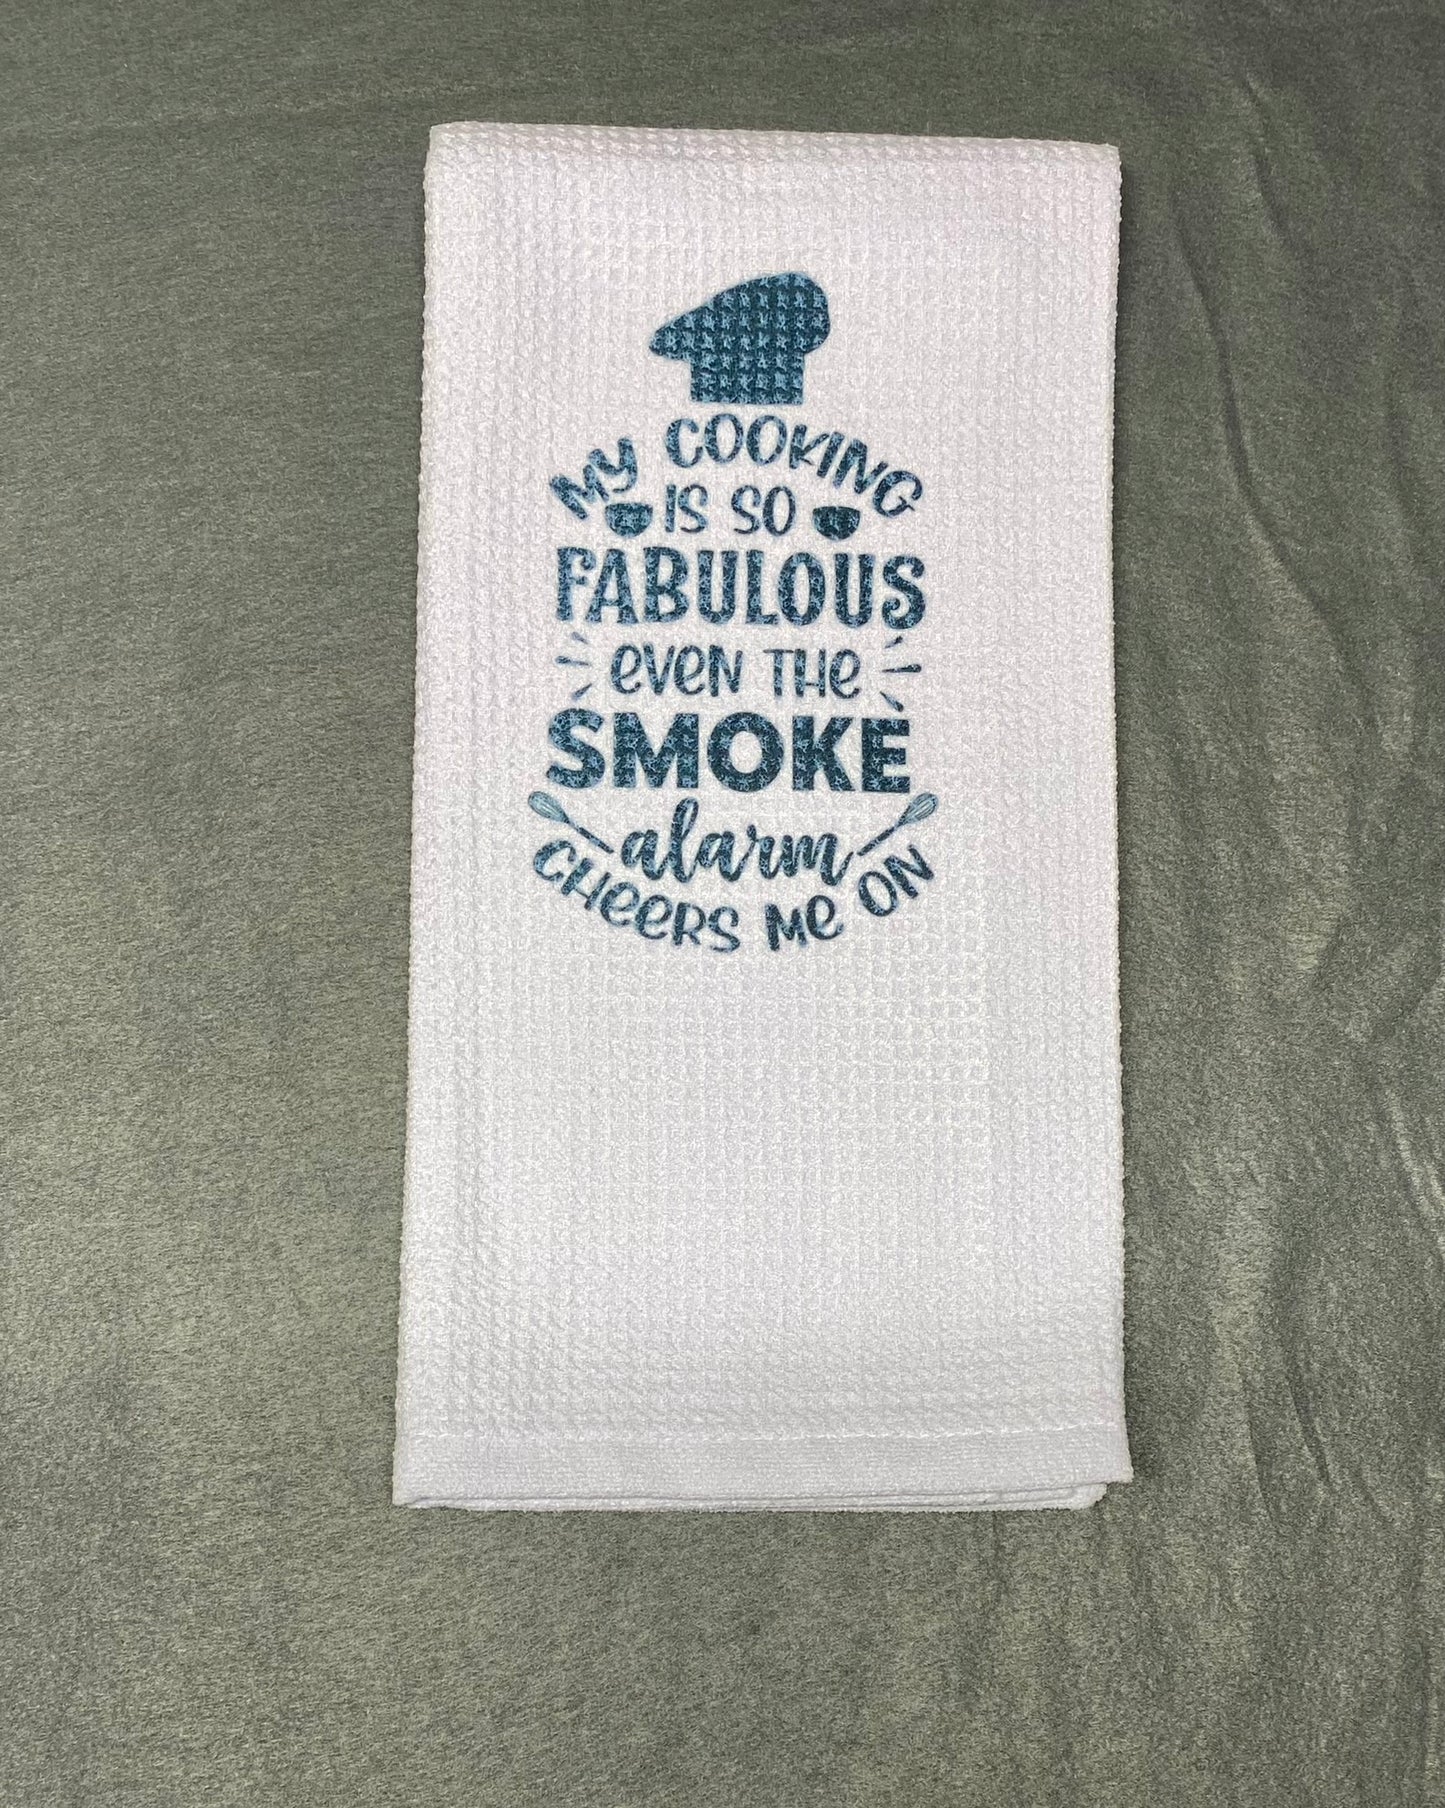 MY COOKING
IS SO
FABULOUS
eVeN THe
SMOKE
alarm
CHeeRS Me ON